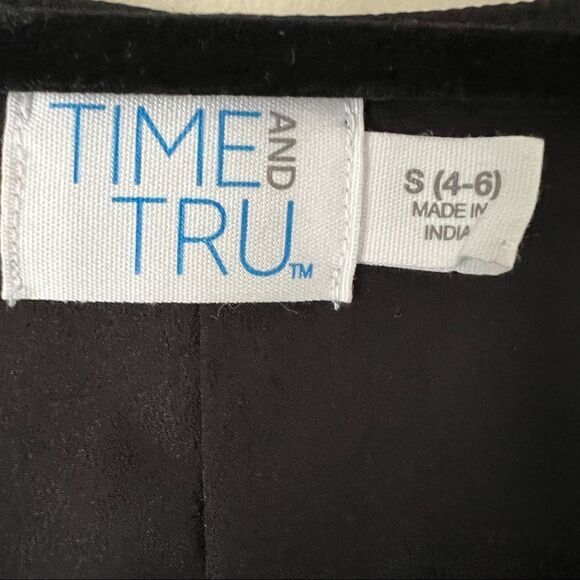 TIME AND
TRU™
S (4-6)
MADE IN
INDIA